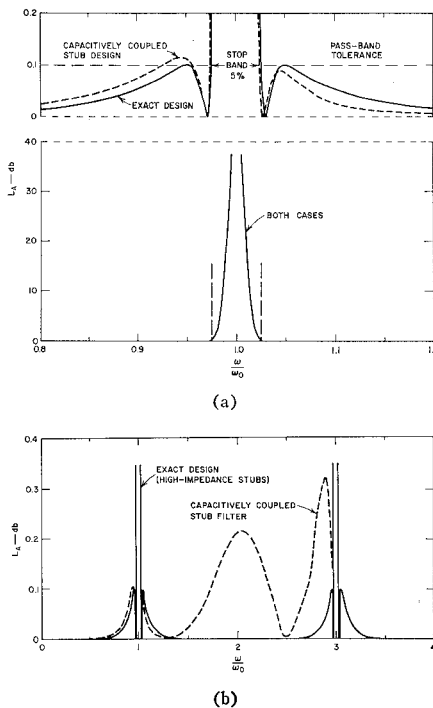 0.2
CAPACITIVELY COUPLED
STUB DESIGN
STOP
BAND
5%
PASS-BAND
TOLERANCE
0.1
EXACT DESIGN
0
40
30
20
10
0
L_A — db
BOTH CASES
0.8
0.9
1.0
1.1
1.
ω
ω₀
(a)
0.4
0.3
0.2
0.1
0
L_A — db
EXACT DESIGN
(HIGH-IMPEDANCE STUBS)
CAPACITIVELY COUPLED
STUB FILTER
0
1
2
3
4
ω
ω₀
(b)